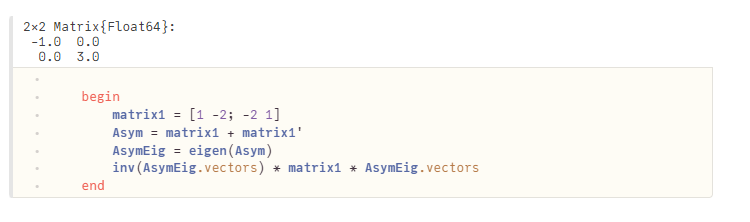 2×2 Matrix{Float64}:
 -1.0  0.0
  0.0  3.0
begin
    matrix1 = [1 -2; -2 1]
    Asym = matrix1 + matrix1'
    AsymEig = eigen(Asym)
    inv(AsymEig.vectors) * matrix1 * AsymEig.vectors
end